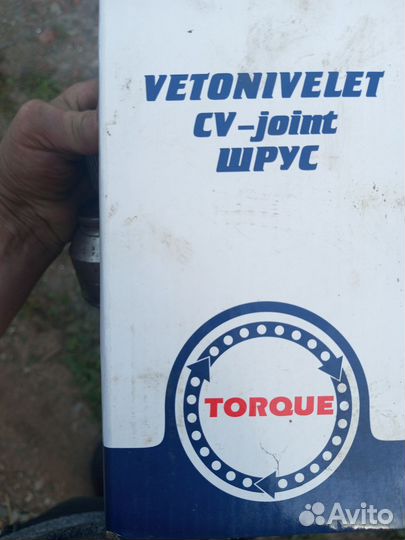 VETONIVELET
CV-joint
ШРУС
TORQUE
Avito